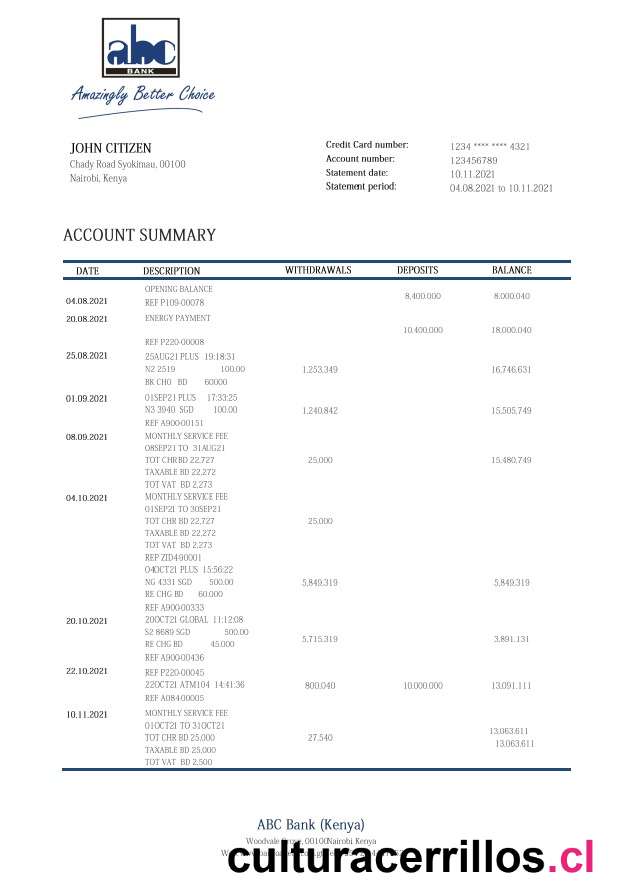 abc
BANK
Amazingly Better Choice
JOHN CITIZEN
Chady Road Syokimau, 00100
Nairobi, Kenya
Credit Card number: 1234 **** **** 4321
Account number: 123456789
Statement date: 10.11.2021
Statement period: 04.08.2021 to 10.11.2021
ACCOUNT SUMMARY
DATE DESCRIPTION WITHDRAWALS DEPOSITS BALANCE
OPENING BALANCE
04.08.2021 REF P109-00078 8,400.000 8.000.040
20.08.2021 ENERGY PAYMENT
10,400.000 18.000.040
REF P220-00008
25.08.2021 25AUG21 PLUS 19:18:31
N2 2519 100.00 1,253,349 16,746,631
BK CHO BD 60000
01.09.2021 01SEP21 PLUS 17:33:25
N3 3940 SGD 100.00 1,240,842 15,505,749
REF A900-00151
08.09.2021 MONTHLY SERVICE FEE
08SEP21 TO 31AUG21
TOT CHR BD 22,727 25,000 15,480,749
TAXABLE BD 22,272
TOT VAT BD 2,273
04.10.2021 MONTHLY SERVICE FEE
01SEP21 TO 30SEP21
TOT CHR BD 22,727 25,000
TAXABLE BD 22,272
TOT VAT BD 2,273
REP ZID4-90001
04OCT21 PLUS 15:56:22
NG 4331 SGD 500.00 5,849,319 5,849,319
RE CHG BD 60.000
REF A900-00333
20.10.2021 20OCT21 GLOBAL 11:12:08
S2 8689 SGD 500.00
RE CHG BD 45.000 5,715.319 3.891.131
REF A900-00436
22.10.2021 REF P220-00045
22OCT21 ATM104 14:41:36 800.040 10.000.000 13,091.111
REF A084-00005
10.11.2021 MONTHLY SERVICE FEE
01OCT21 TO 31OCT21 13,063.611
TOT CHR BD 25,000 27.540 13,063.611
TAXABLE BD 25,000
TOT VAT BD 2,500
ABC Bank (Kenya)
Woodvale Grove, 00100Nairobi Kenya
culturacerrillos.cl